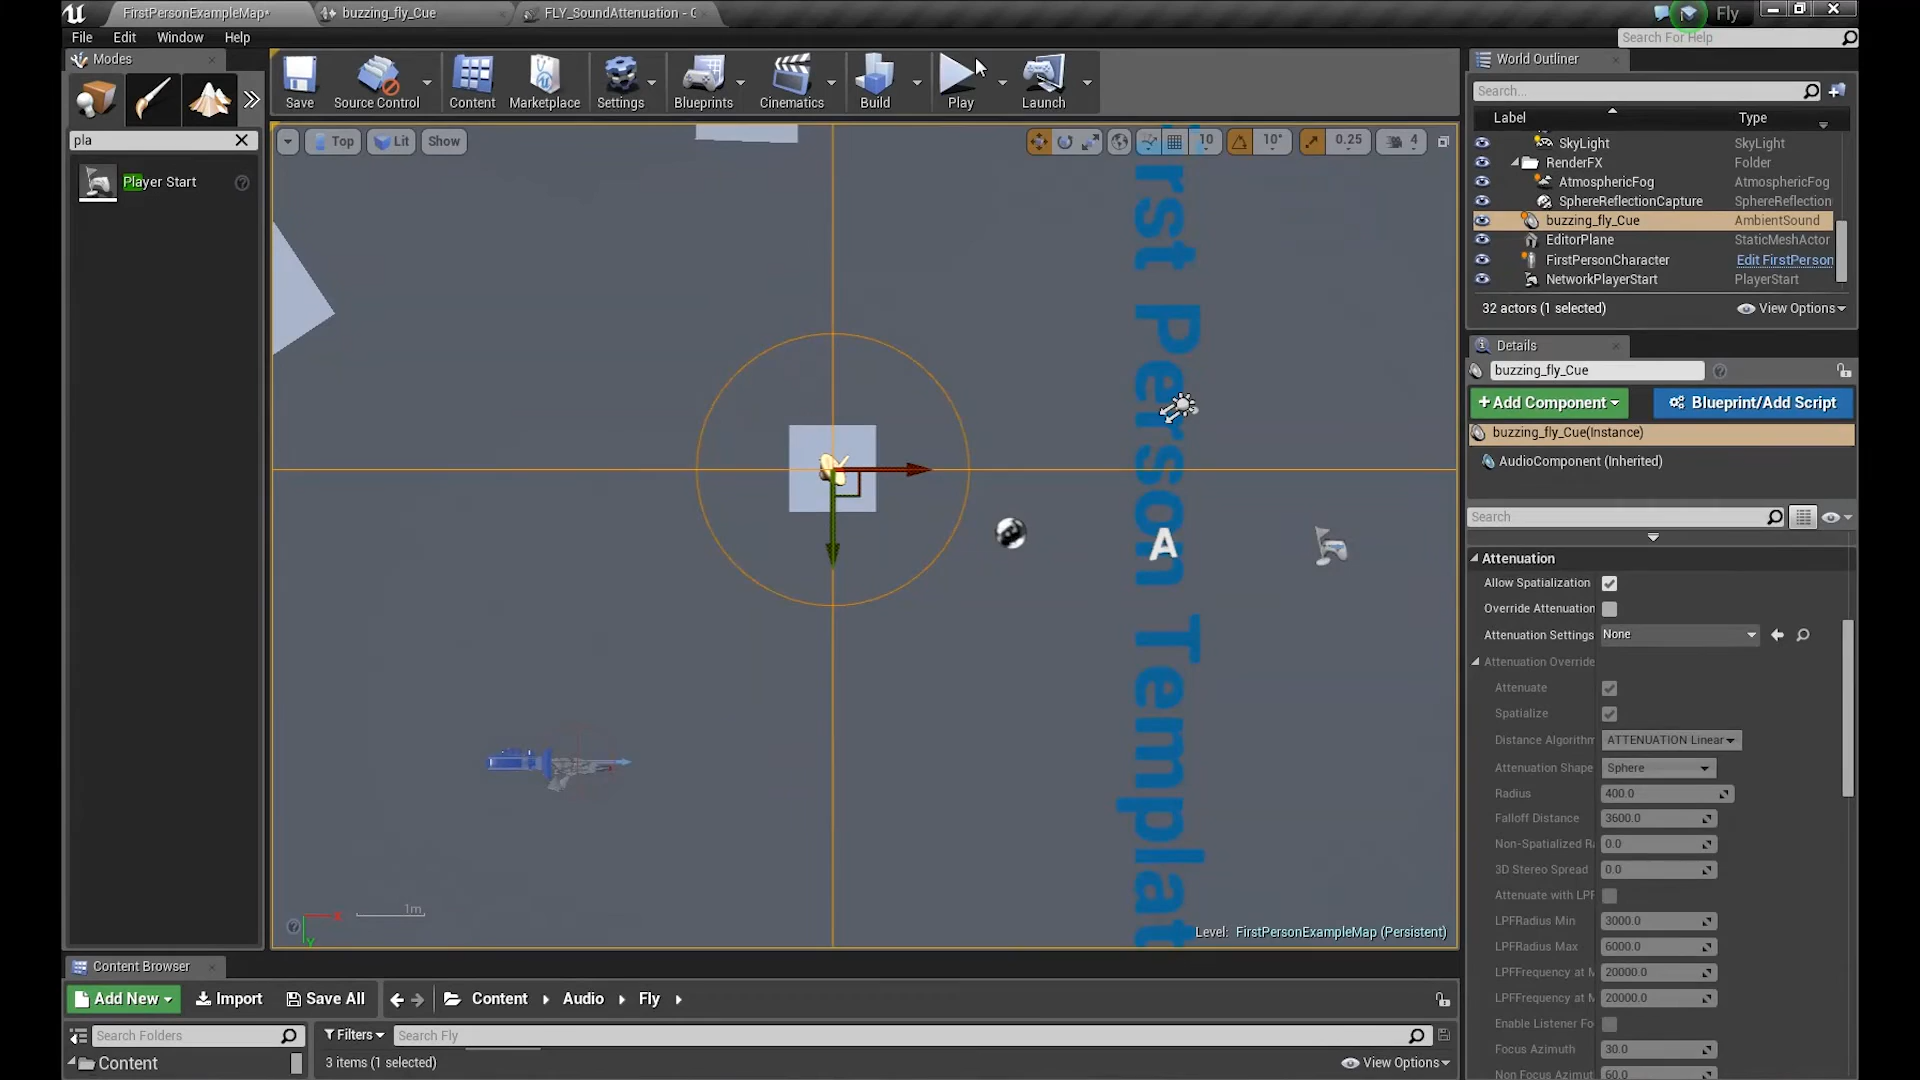 FirstPersonExampleMap*
buzzing_fly_Cue
FLY_SoundAttenuation - C
Fly
File Edit Window Help
Search For Help
Modes
Save
Source Control
Content
Marketplace
Settings
Blueprints
Cinematics
Build
Play
Launch
pla
Player Start
Top
Lit
Show
10
10°
0.25
4
First Person Template
A
1m
X
Y
Level: FirstPersonExampleMap (Persistent)
World Outliner
Search...
Label Type
SkyLight SkyLight
RenderFX Folder
AtmosphericFog AtmosphericFog
SphereReflectionCapture SphereReflection
buzzing_fly_Cue AmbientSound
EditorPlane StaticMeshActor
FirstPersonCharacter Edit FirstPerson
NetworkPlayerStart PlayerStart
32 actors (1 selected) View Options
Details
buzzing_fly_Cue
+Add Component Blueprint/Add Script
buzzing_fly_Cue(Instance)
AudioComponent (Inherited)
Search
Attenuation
Allow Spatialization
Override Attenuation
Attenuation Settings None
Attenuation Override
Attenuate
Spatialize
Distance Algorithm ATTENUATION Linear
Attenuation Shape Sphere
Radius 400.0
Falloff Distance 3600.0
Non-Spatialized Ra 0.0
3D Stereo Spread 0.0
Attenuate with LPF
LPFRadius Min 3000.0
LPFRadius Max 6000.0
LPFFrequency at M 20000.0
LPFFrequency at M 20000.0
Enable Listener Fo
Focus Azimuth 30.0
Non Focus Azimut 60.0
Content Browser
Add New Import Save All Content Audio Fly
Search Folders
Filters
Search Fly
Content
3 items (1 selected)
View Options